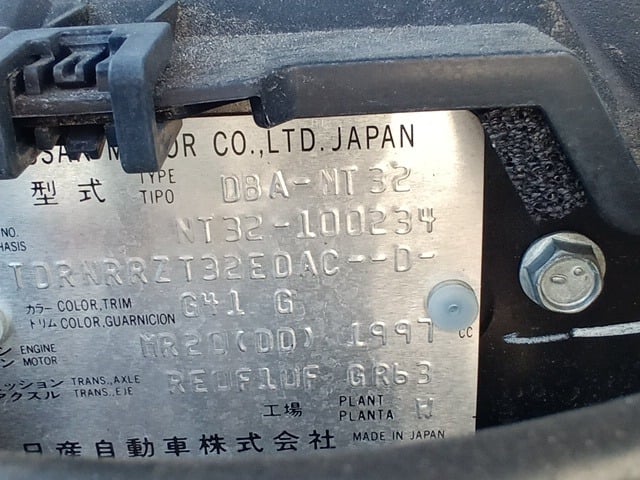 CO.,LTD.JAPAN
型式 TYPE TIPO DBA-NT32
NO. NT32-100234
TDRNRRZT32EDAC--D-
カラー COLOR,TRIM G41 G
トリム COLOR,GUARNICION
ENGINE MOTOR MR20(DD) 1997 CC
TRANS.,AXLE TRANS.,EJE RE0F10F GR63
工場 PLANT PLANTA W
日産自動車株式会社 MADE IN JAPAN